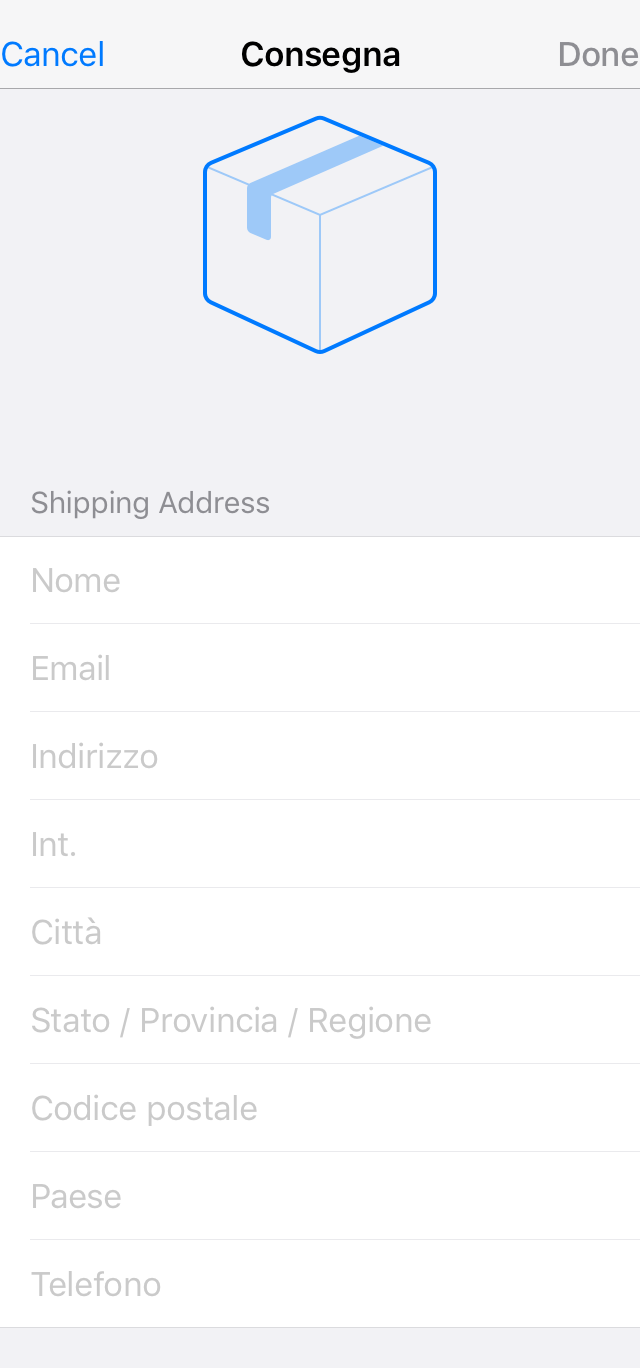 Cancel Consegna Done
Shipping Address
Nome
Email
Indirizzo
Int.
Città
Stato / Provincia / Regione
Codice postale
Paese
Telefono